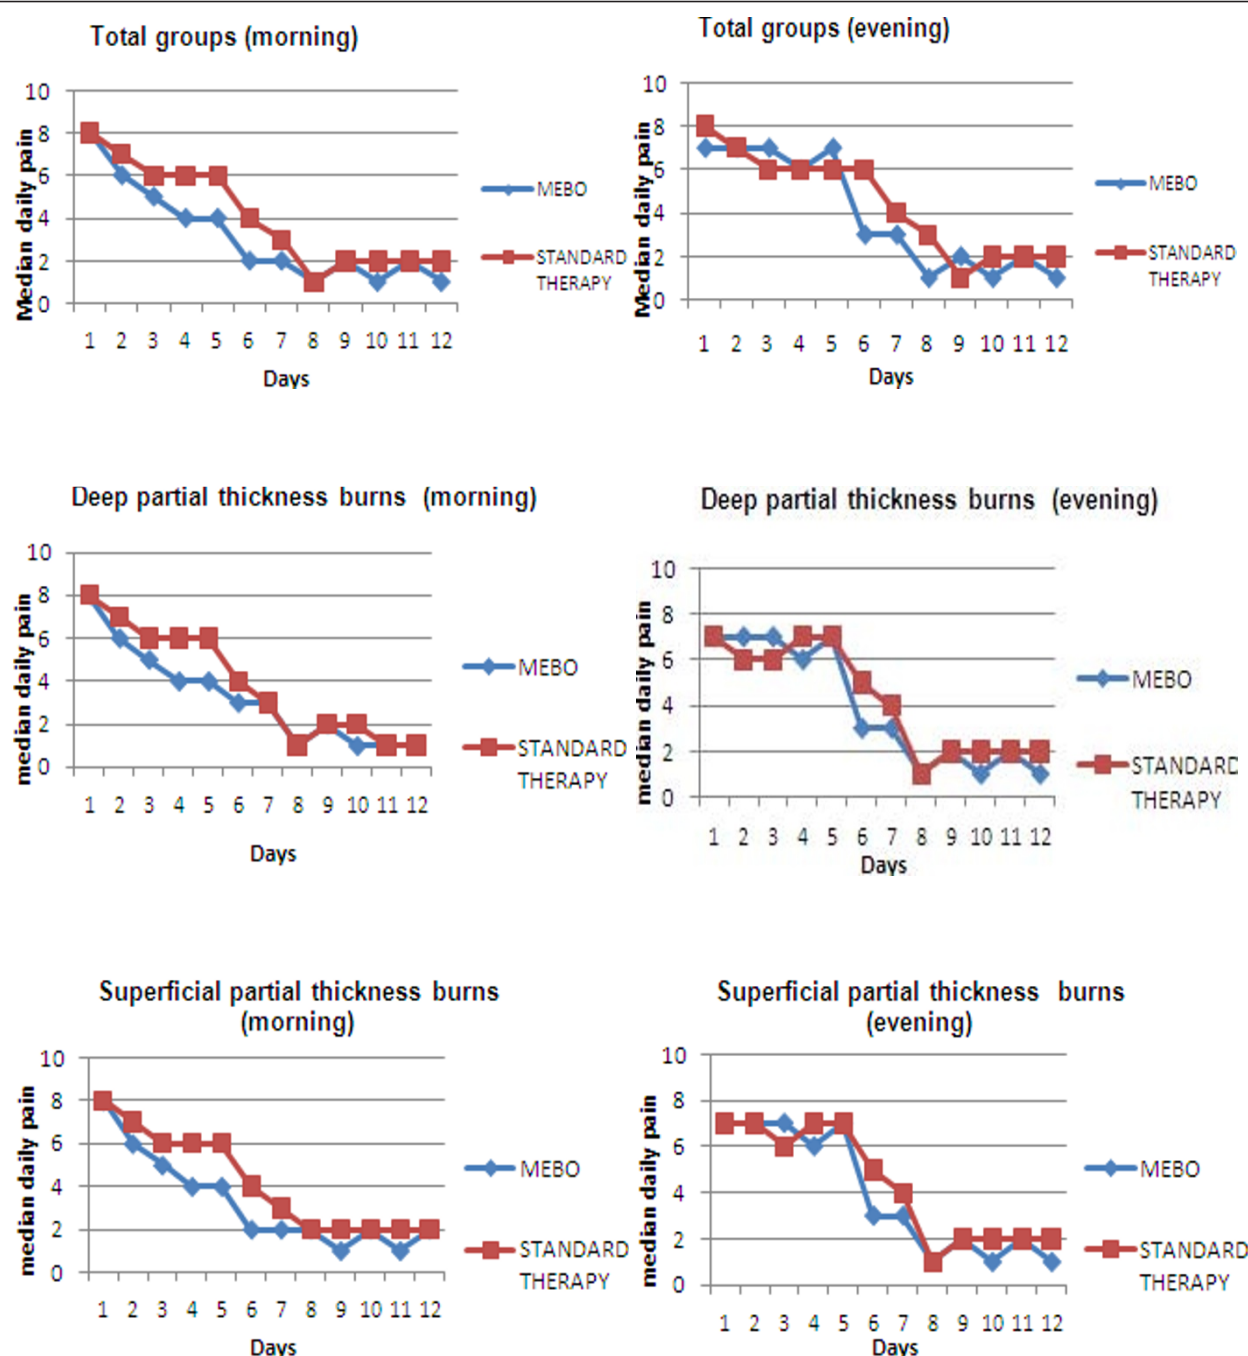 Total groups (morning)
Median daily pain
10
8
6
4
2
0
1 2 3 4 5 6 7 8 9 10 11 12
Days
MEBO
STANDARD
THERAPY
Total groups (evening)
Median daily pain
10
8
6
4
2
0
1 2 3 4 5 6 7 8 9 10 11 12
Days
MEBO
STANDARD
THERAPY
Deep partial thickness burns (morning)
median daily pain
10
8
6
4
2
0
1 2 3 4 5 6 7 8 9 10 11 12
Days
MEBO
STANDARD
THERAPY
Deep partial thickness burns (evening)
median daily pain
10
8
6
4
2
0
1 2 3 4 5 6 7 8 9 10 11 12
Days
MEBO
STANDARD
THERAPY
Superficial partial thickness burns
(morning)
median daily pain
10
8
6
4
2
0
1 2 3 4 5 6 7 8 9 10 11 12
Days
MEBO
STANDARD
THERAPY
Superficial partial thickness burns
(evening)
median daily pain
10
8
6
4
2
0
1 2 3 4 5 6 7 8 9 10 11 12
Days
MEBO
STANDARD
THERAPY